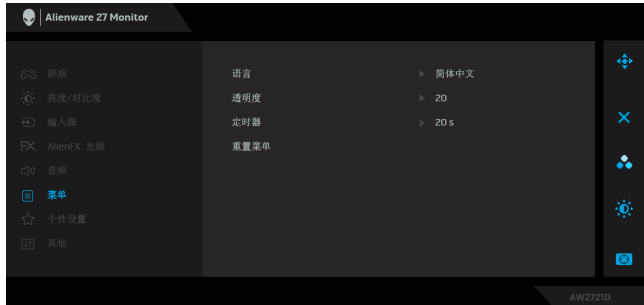 Alienware 27 Monitor
游戏
语言 简体中文
亮度/对比度
透明度 20
输入源
定时器 20 s
AlienFX 光源
重置菜单
音频
菜单
个性设置
其他
AW2721D